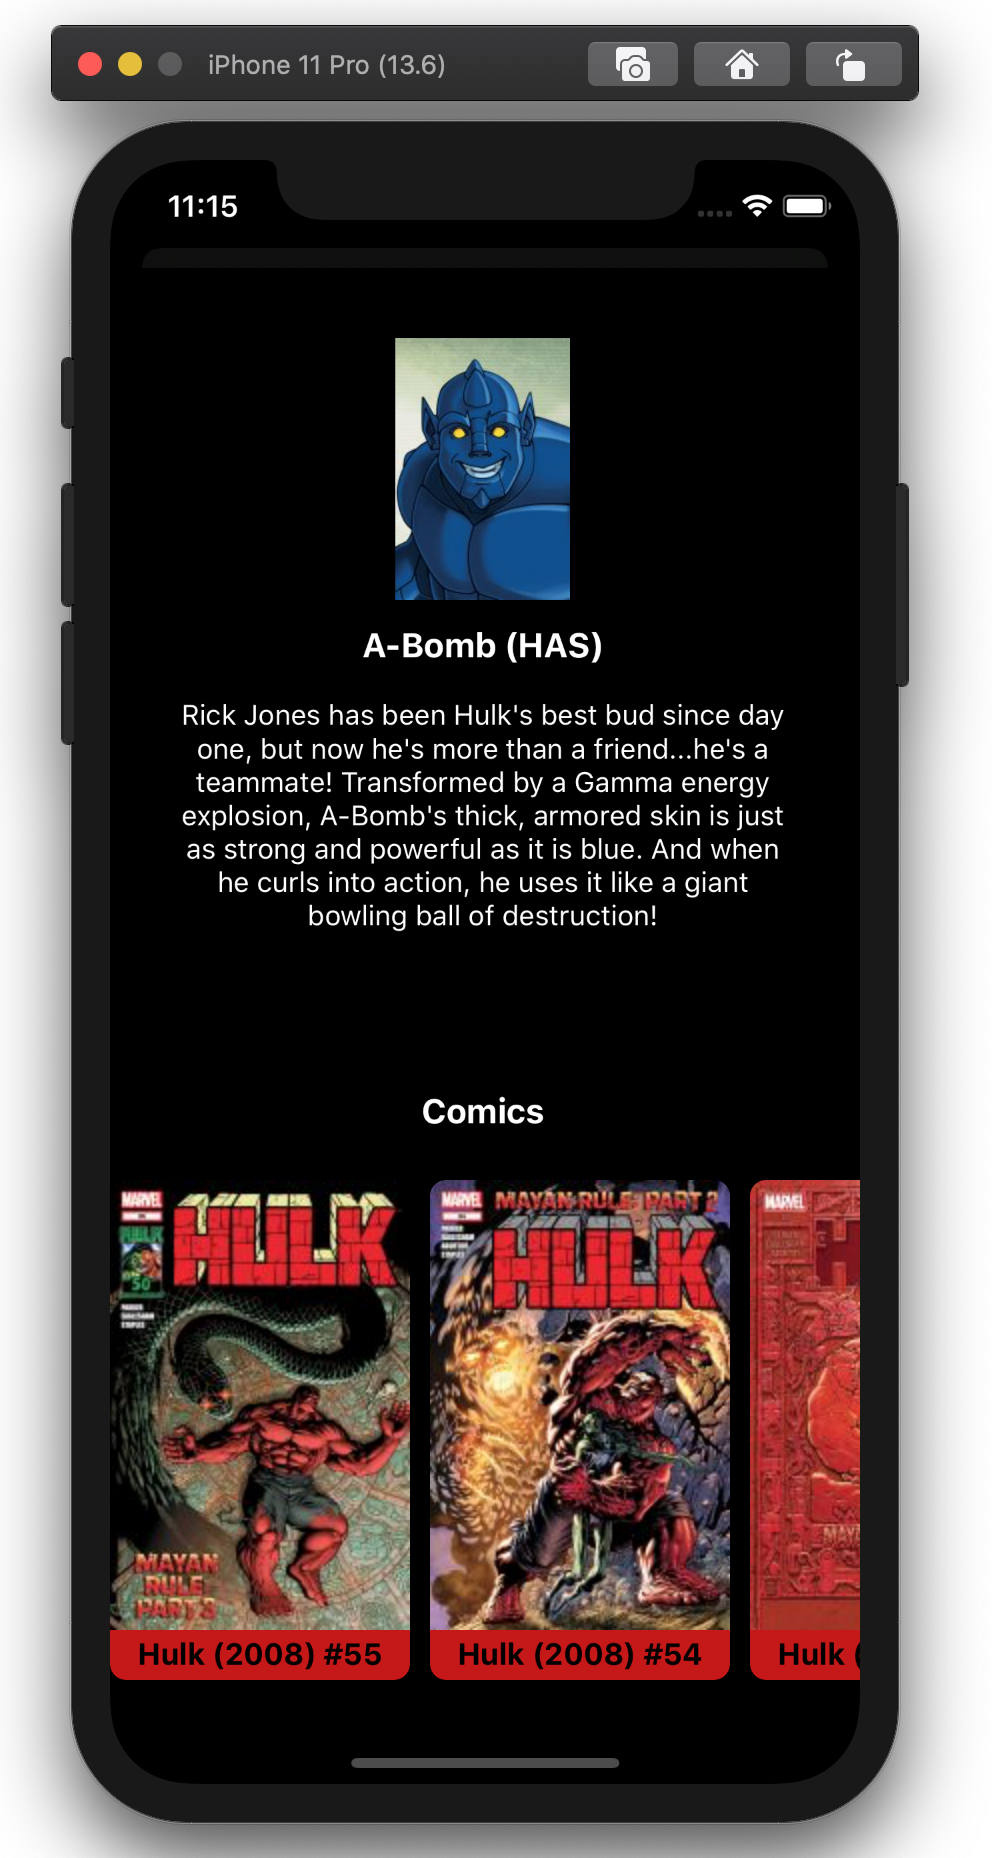 iPhone 11 Pro (13.6)
11:15
A-Bomb (HAS)
Rick Jones has been Hulk's best bud since day
one, but now he's more than a friend...he's a
teammate! Transformed by a Gamma energy
explosion, A-Bomb's thick, armored skin is just
as strong and powerful as it is blue. And when
he curls into action, he uses it like a giant
bowling ball of destruction!
Comics
MARVEL
HULK
HULK
50
MAYAN
RULE
PART 3
Hulk (2008) #55
MARVEL
MAYAN RULE: PART 2
HULK
Hulk (2008) #54
MARVEL
H
MAYA
Hulk (